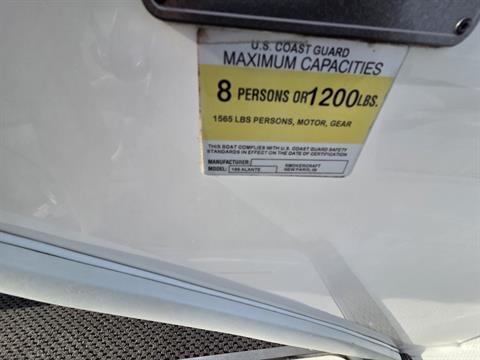 U.S. COAST GUARD
MAXIMUM CAPACITIES
8 PERSONS OR 1200 LBS.
1565 LBS PERSONS, MOTOR, GEAR
THIS BOAT COMPLIES WITH U.S. COAST GUARD SAFETY
STANDARDS IN EFFECT ON THE DATE OF CERTIFICATION
MANUFACTURER: SMOKERCRAFT
MODEL: 186 ALANTE NEW PARIS, IN